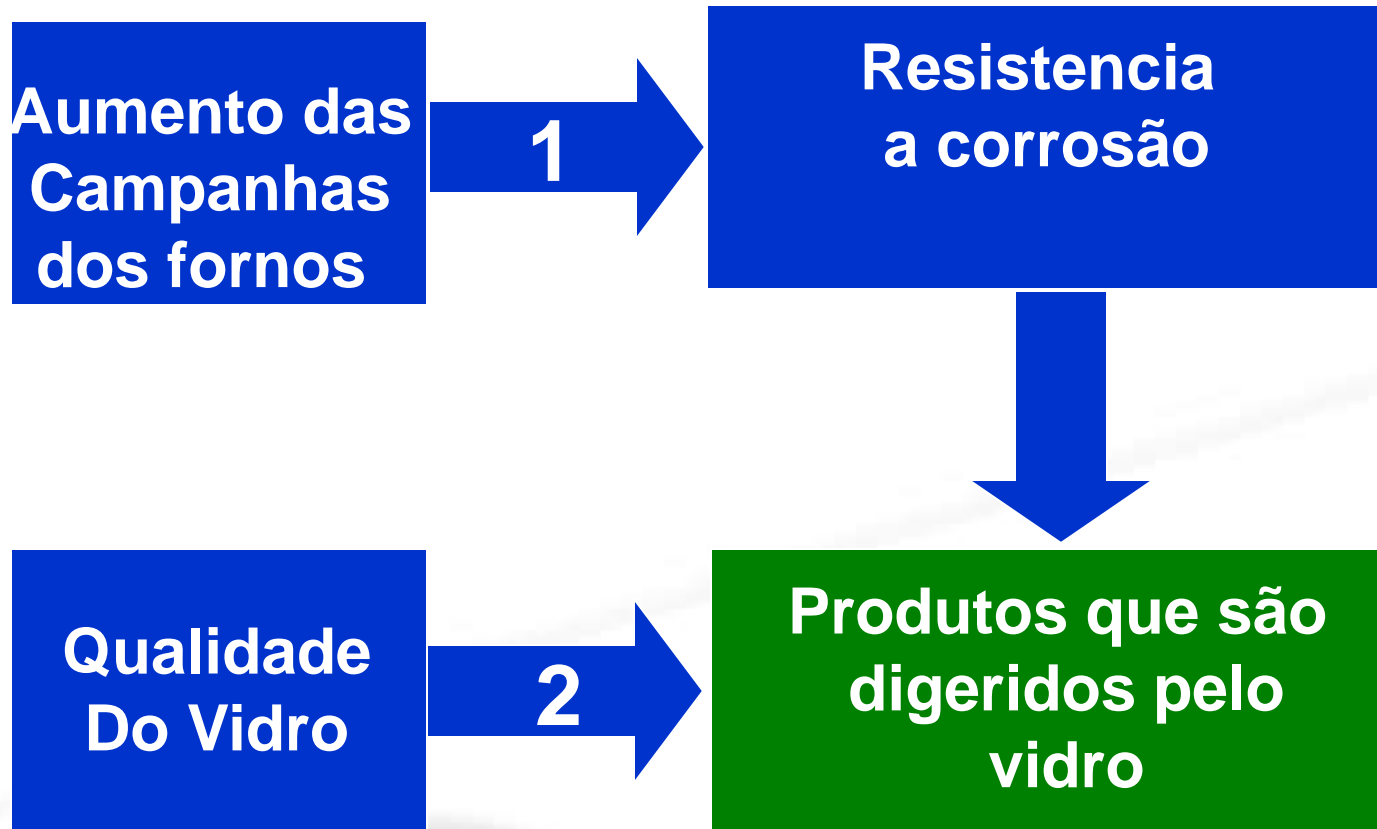 Aumento das
Campanhas
dos fornos
1
Resistencia
a corrosão
Qualidade
Do Vidro
2
Produtos que são
digeridos pelo
vidro